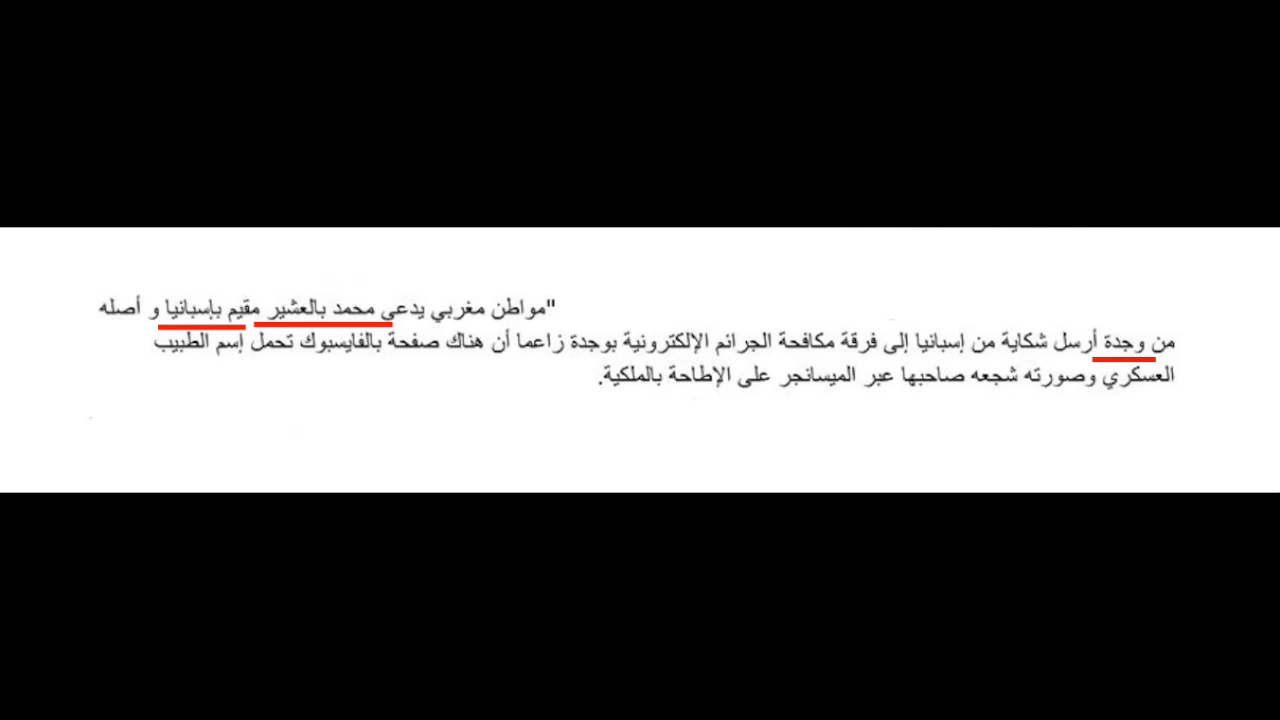 "مواطن مغربي يدعى محمد بالعشير مقيم بإسبانيا و أصله
من وجدة أرسل شكاية من إسبانيا إلى فرقة مكافحة الجرائم الإلكترونية بوجدة زاعما أن هناك صفحة بالفايسبوك تحمل إسم الطبيب
العسكري وصورته شجعه صاحبها عبر الميسانجر على الإطاحة بالملكية.